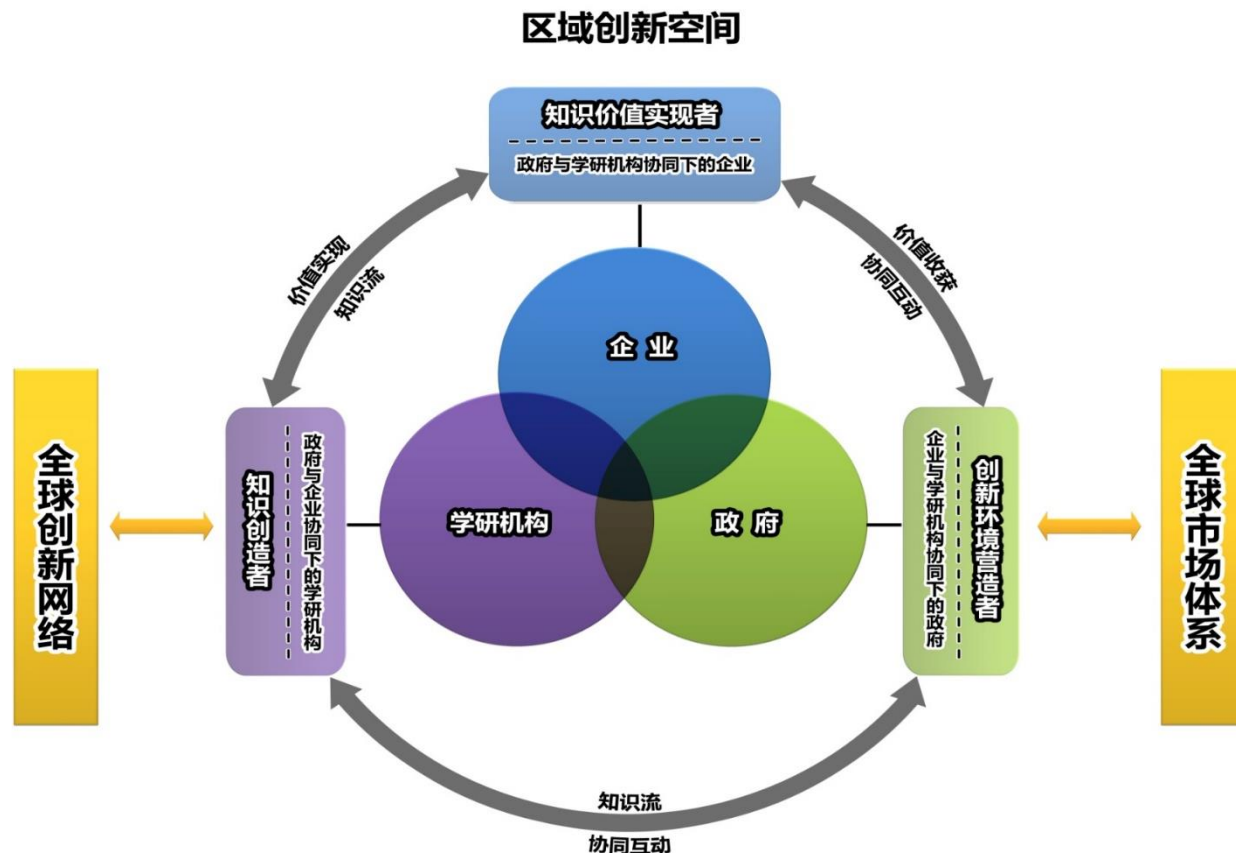 区域创新空间
知识价值实现者
政府与学研机构协同下的企业
价值实现
知识流
价值收获
协同互动
企业
学研机构
政府
全球创新网络
知识创造者
政府与企业协同下的学研机构
企业与学研机构协同下的政府
创新环境营造者
全球市场体系
知识流
协同互动